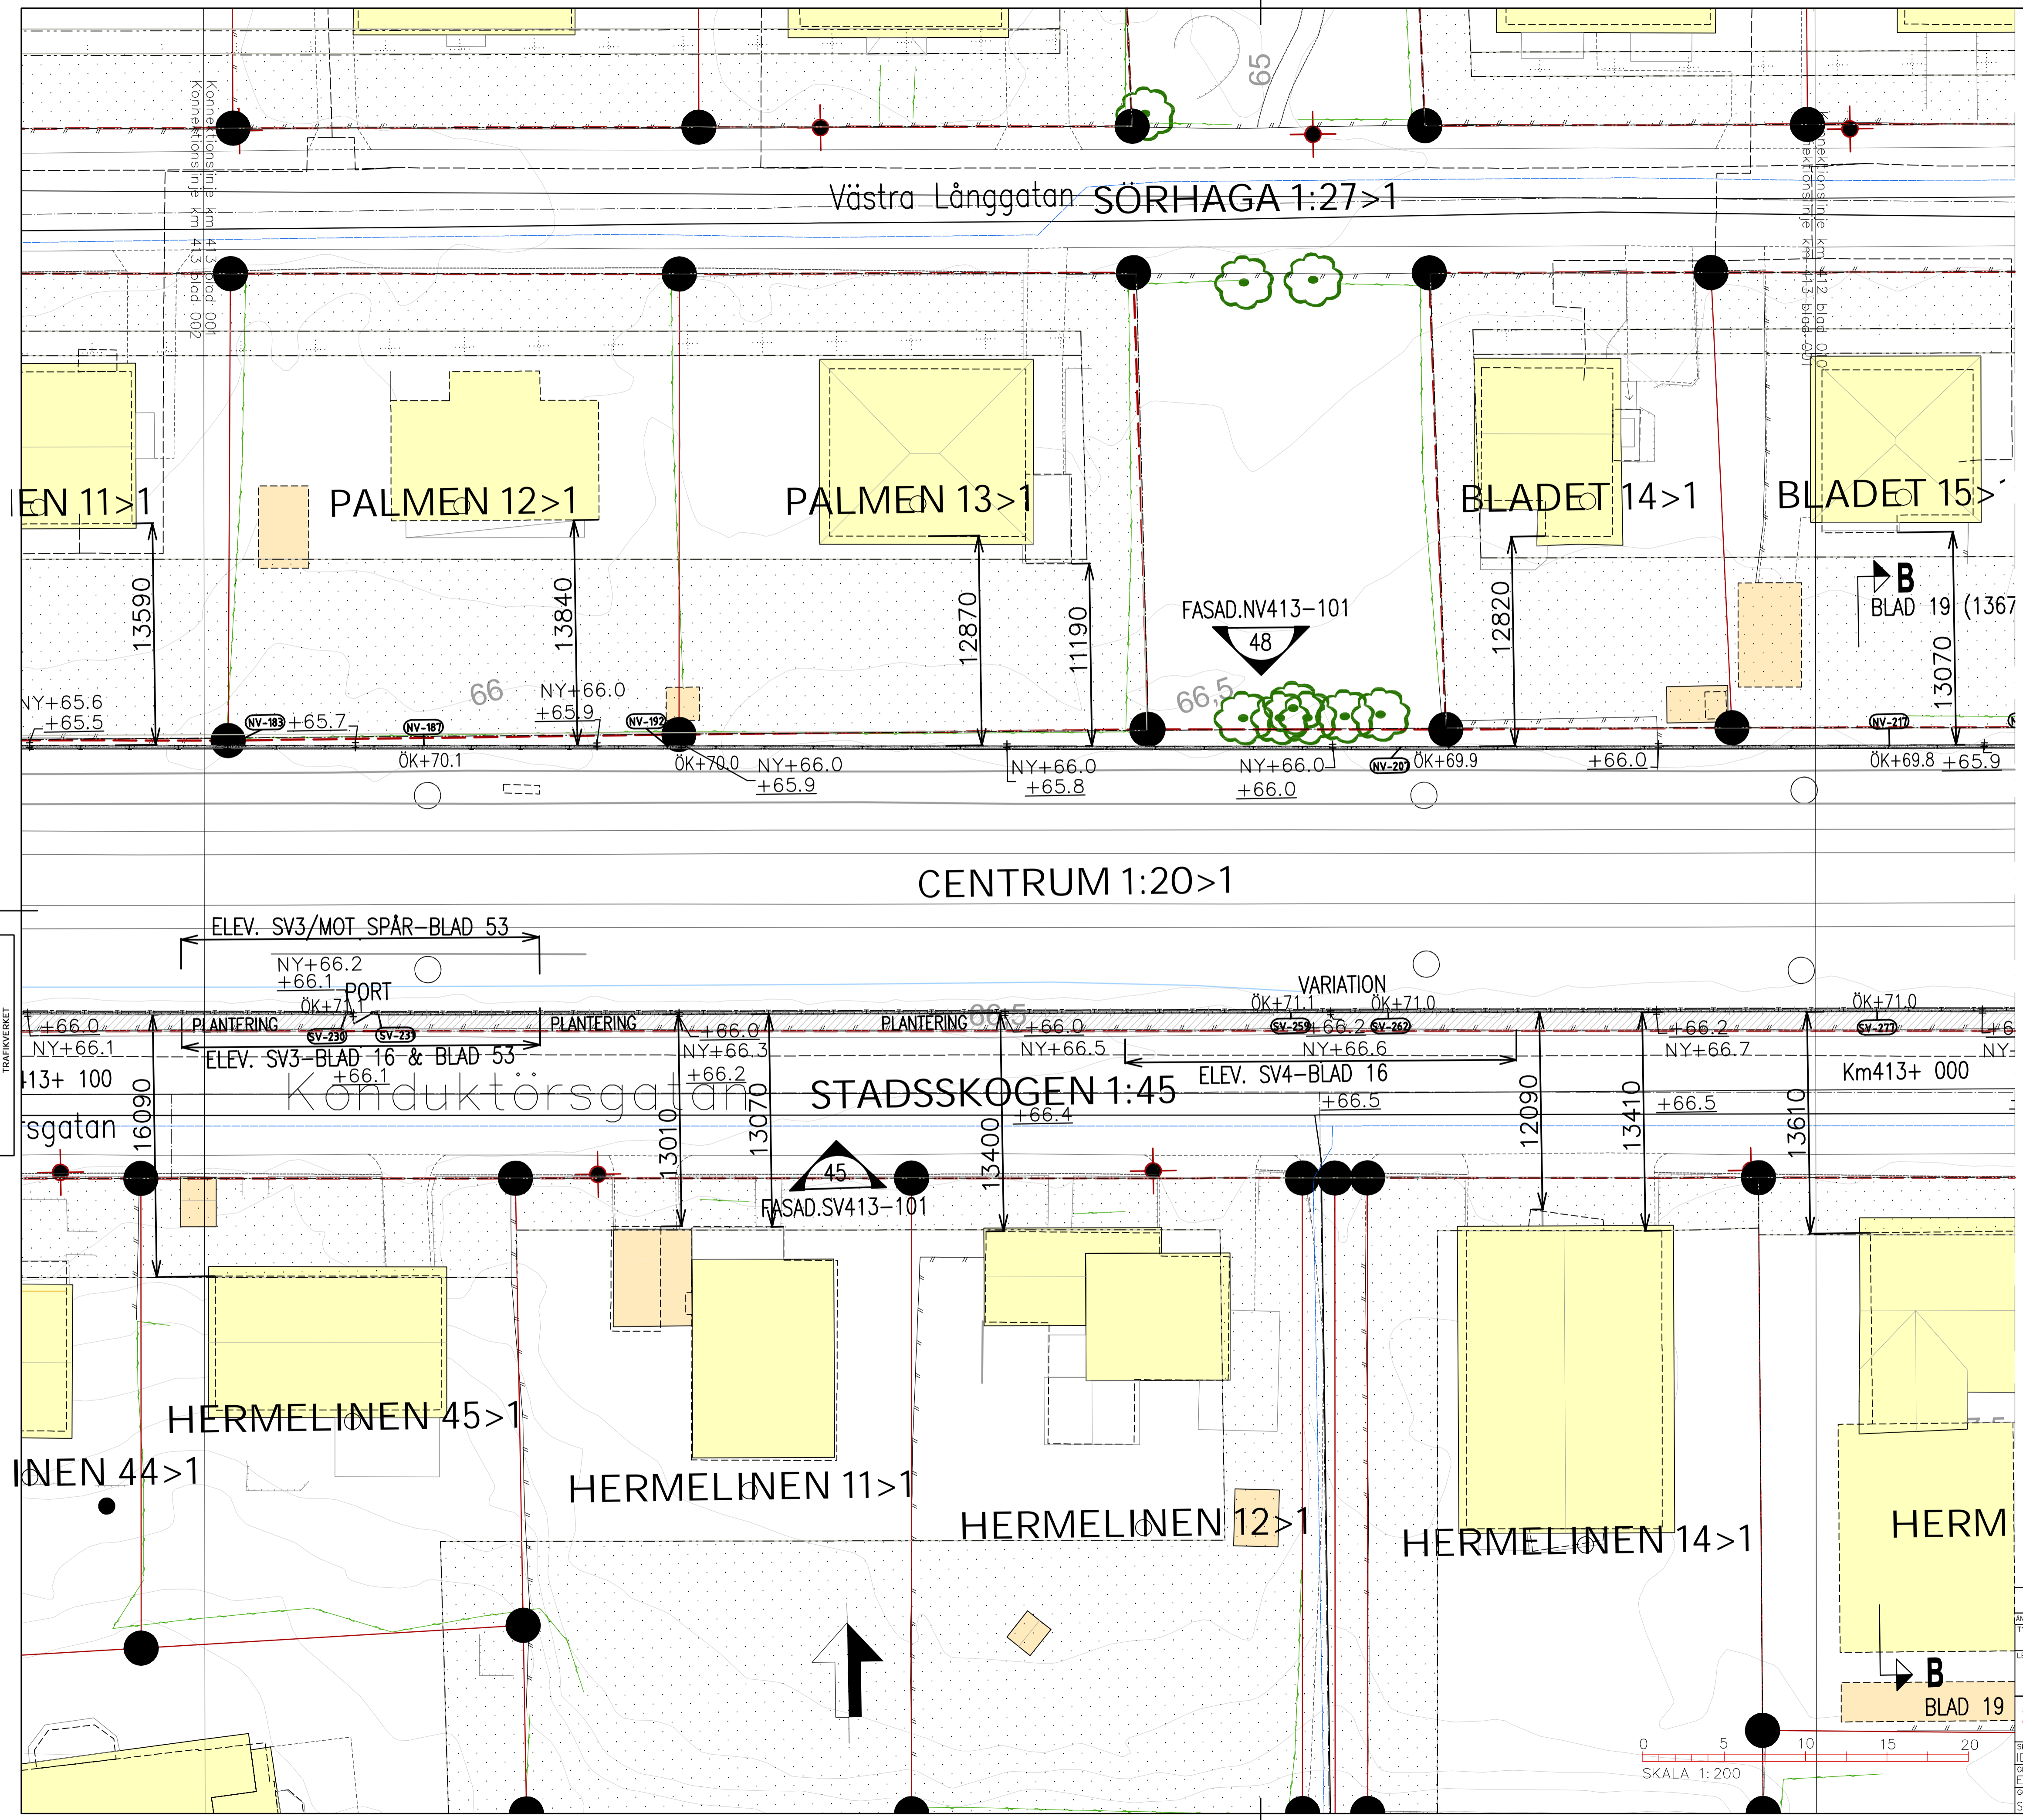 65
Konnektionslinje km 413 blad 001
Konnektionslinje km 413 blad 002
Västra Långgatan SÖRHAGA 1:27>1
EN 11>1
PALMEN 12>1
PALMEN 13>1
BLADET 14>1
BLADET 15>1
13590
13840
12870
11190
12820
13070
FASAD.NV413-101
48
B
BLAD 19 (1367
66
66,5
NY+65.6
+65.5
NV-183
+65.7
NV-187
ÖK+70.1
NY+66.0
+65.9
NV-192
ÖK+70.0
NY+66.0
+65.9
NY+66.0
+65.8
NY+66.0
+66.0
NV-207
ÖK+69.9
+66.0
NV-217
ÖK+69.8
+65.9
CENTRUM 1:20>1
ELEV. SV3/MOT SPÅR-BLAD 53
NY+66.2
+66.1
PORT
ÖK+71.1
VARIATION
ÖK+71.1
ÖK+71.0
ÖK+71.0
+66.0
NY+66.1
PLANTERING
SV-230
SV-231
PLANTERING
+66.0
NY+66.3
+66.2
PLANTERING
66,5
+66.0
NY+66.5
SV-259
+66.2
SV-262
NY+66.6
+66.2
NY+66.7
SV-277
+6
NY-
ELEV. SV3-BLAD 16 & BLAD 53
+66.1
ELEV. SV4-BLAD 16
413+ 100
Km413+ 000
Konduktörsgatan
STADSSKOGEN 1:45
+66.4
+66.5
+66.5
rsgatan
TRAFIKVERKET
16090
13010
13070
13400
12090
13410
13610
45
FASAD.SV413-101
HERMELINEN 45>1
INEN 44>1
HERMELINEN 11>1
HERMELINEN 12>1
HERMELINEN 14>1
HERM
B
BLAD 19
0 5 10 15 20
SKALA 1:200